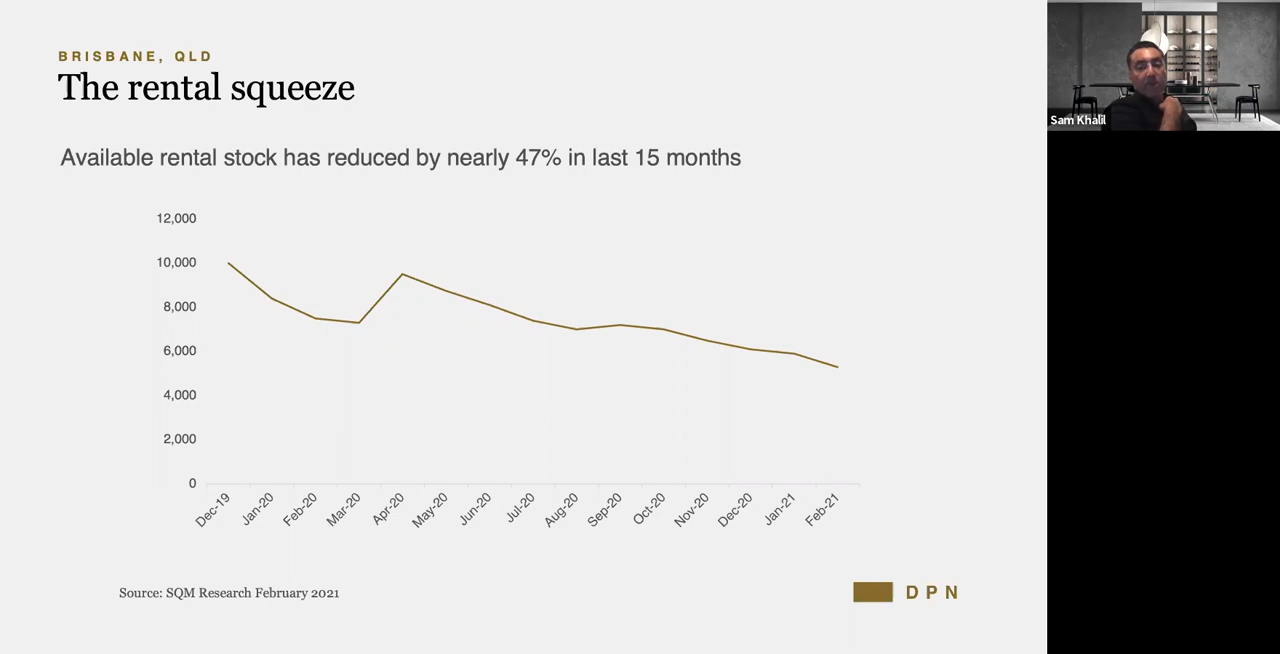 BRISBANE, QLD
The rental squeeze
Available rental stock has reduced by nearly 47% in last 15 months
12,000
10,000
8,000
6,000
4,000
2,000
0
Dec-19
Jan-20
Feb-20
Mar-20
Apr-20
May-20
Jun-20
Jul-20
Aug-20
Sep-20
Oct-20
Nov-20
Dec-20
Jan-21
Feb-21
Source: SQM Research February 2021
DPN
Sam Khalil